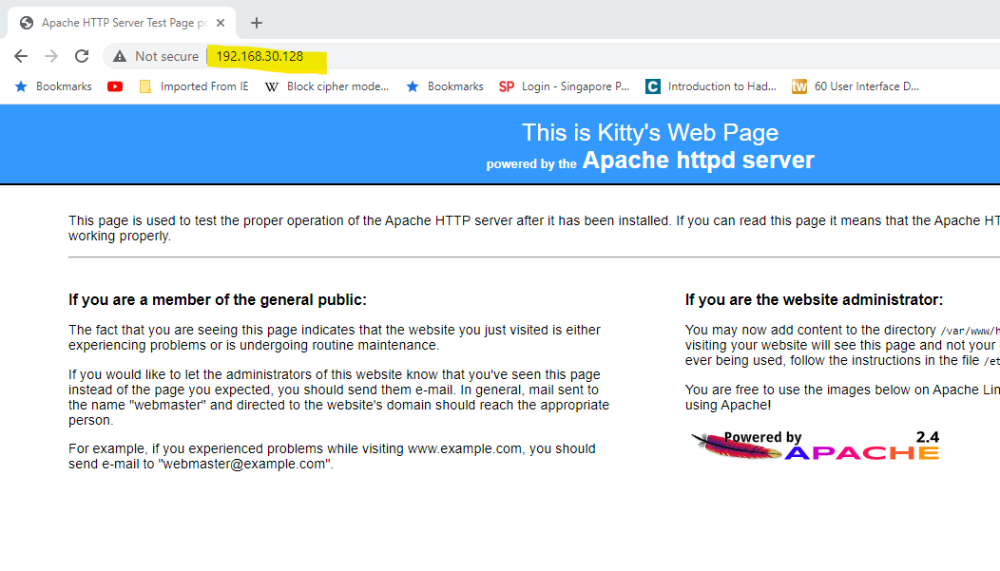 Apache HTTP Server Test Page po
Not secure 192.168.30.128
Bookmarks Imported From IE W Block cipher mode... Bookmarks SP Login - Singapore P... C Introduction to Had... tw 60 User Interface D...
This is Kitty's Web Page
powered by the Apache httpd server
This page is used to test the proper operation of the Apache HTTP server after it has been installed. If you can read this page it means that the Apache HT
working properly.
If you are a member of the general public:
The fact that you are seeing this page indicates that the website you just visited is either
experiencing problems or is undergoing routine maintenance.
If you would like to let the administrators of this website know that you've seen this page
instead of the page you expected, you should send them e-mail. In general, mail sent to
the name "webmaster" and directed to the website's domain should reach the appropriate
person.
For example, if you experienced problems while visiting www.example.com, you should
send e-mail to "webmaster@example.com".
If you are the website administrator:
You may now add content to the directory /var/www/h
visiting your website will see this page and not your
ever being used, follow the instructions in the file /et
You are free to use the images below on Apache Lin
using Apache!
Powered by 2.4
APACHE